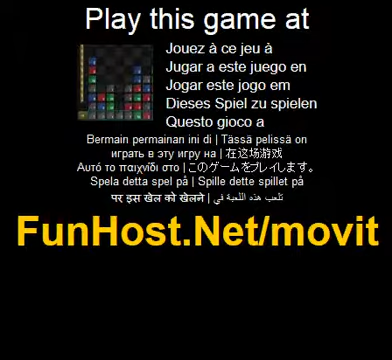 Play this game at
Jouez à ce jeu à
Jugar a este juego en
Jogar este jogo em
Dieses Spiel zu spielen
Questo gioco a
Bermain permainan ini di | Tässä pelissä on
играть в эту игру на | 在这场游戏
Αυτό το παιχνίδι στο | このゲームをプレイします。
Spela detta spel på | Spille dette spillet på
पर इस खेल को खेलने | تلعب هذه اللعبة في
FunHost.Net/movit